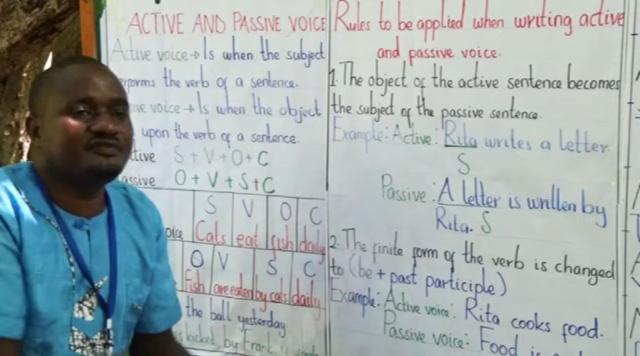 ACTIVE AND PASSIVE VOICE
Active voice → Is when the subject
performs the verb of a sentence.
voice → Is when the object
upon the verb of a sentence.
S + V + O + C
O + V + S + C
S V O C
Cats eat fish daily
O V S C
Fish are eaten by cats daily
the ball yesterday
kicked by Frank
Rules to be applied when writing active
and passive voice.
1. The object of the active sentence becomes
the subject of the passive sentence.
Example: Active: Rita writes a letter.
S
Passive: A letter is written by
Rita. S
2. The finite form of the verb is changed
to (be + past participle)
Example: Active voice: Rita cooks food.
Passive voice: Food